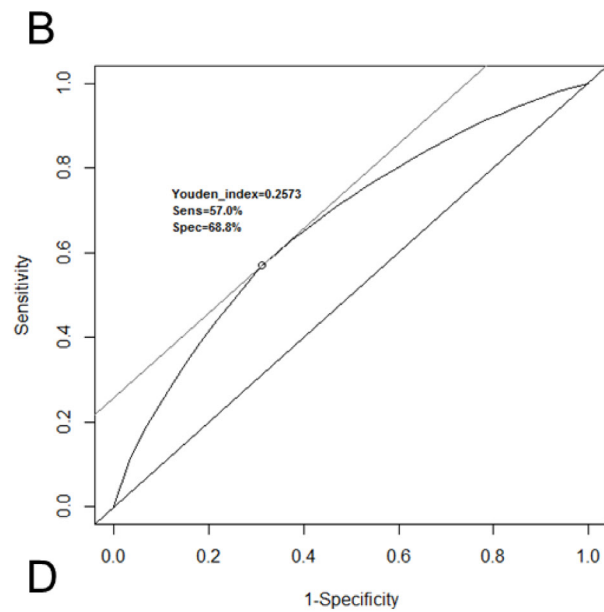 B
Youden_index=0.2573
Sens=57.0%
Spec=68.8%
Sensitivity
1.0
0.8
0.6
0.4
0.2
0.0
0.0 0.2 0.4 0.6 0.8 1.0
1-Specificity
D